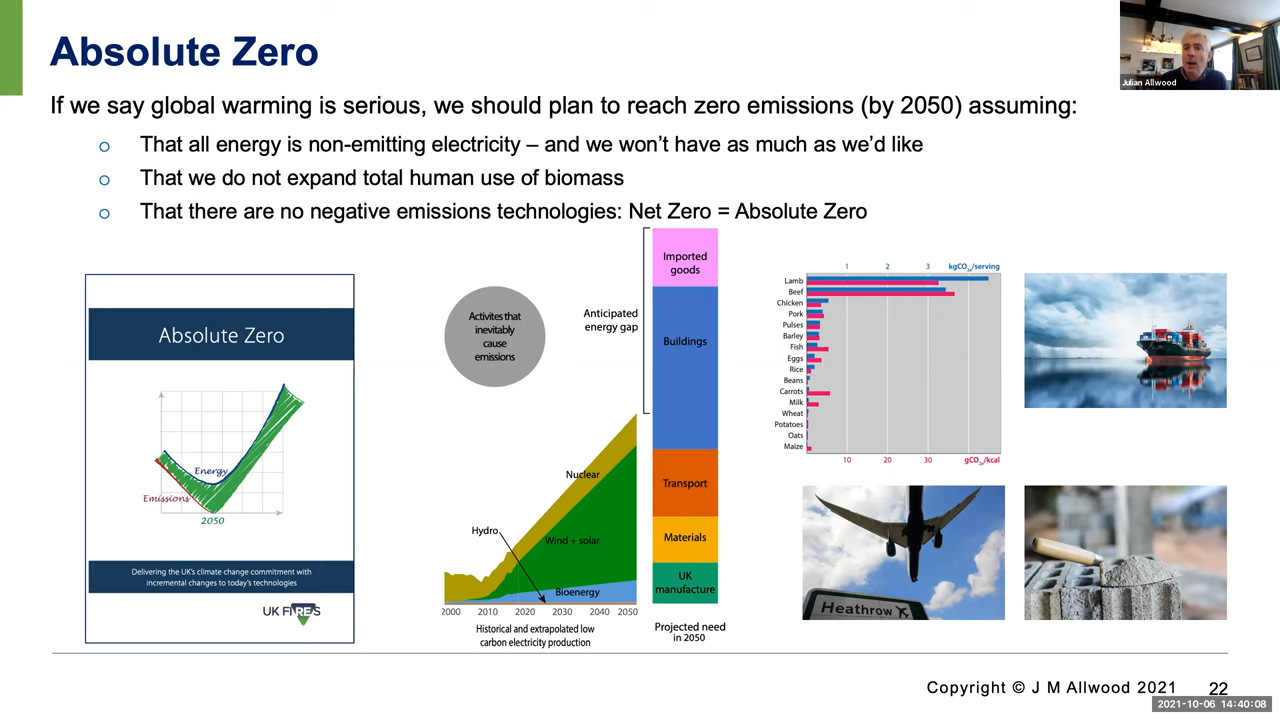 Absolute Zero
Julian Allwood
If we say global warming is serious, we should plan to reach zero emissions (by 2050) assuming:
That all energy is non-emitting electricity – and we won't have as much as we'd like
That we do not expand total human use of biomass
That there are no negative emissions technologies: Net Zero = Absolute Zero
Absolute Zero
Energy
Emissions
2050
Delivering the UK's climate change commitment with
incremental changes to today's technologies
UK FIRES
Activites that
inevitably
cause
emissions
Anticipated
energy gap
Nuclear
Hydro
Wind + solar
Bioenergy
2000 2010 2020 2030 2040 2050
Historical and extrapolated low
carbon electricity production
Imported
goods
Buildings
Transport
Materials
UK
manufacture
Projected need
in 2050
1 2 3 kgCO2e/serving
Lamb
Beef
Chicken
Pork
Pulses
Barley
Fish
Eggs
Rice
Beans
Carrots
Milk
Wheat
Potatoes
Oats
Maize
10 20 30 gCO2e/kcal
Heathrow
Copyright © J M Allwood 2021 22
2021-10-06 14:40:08